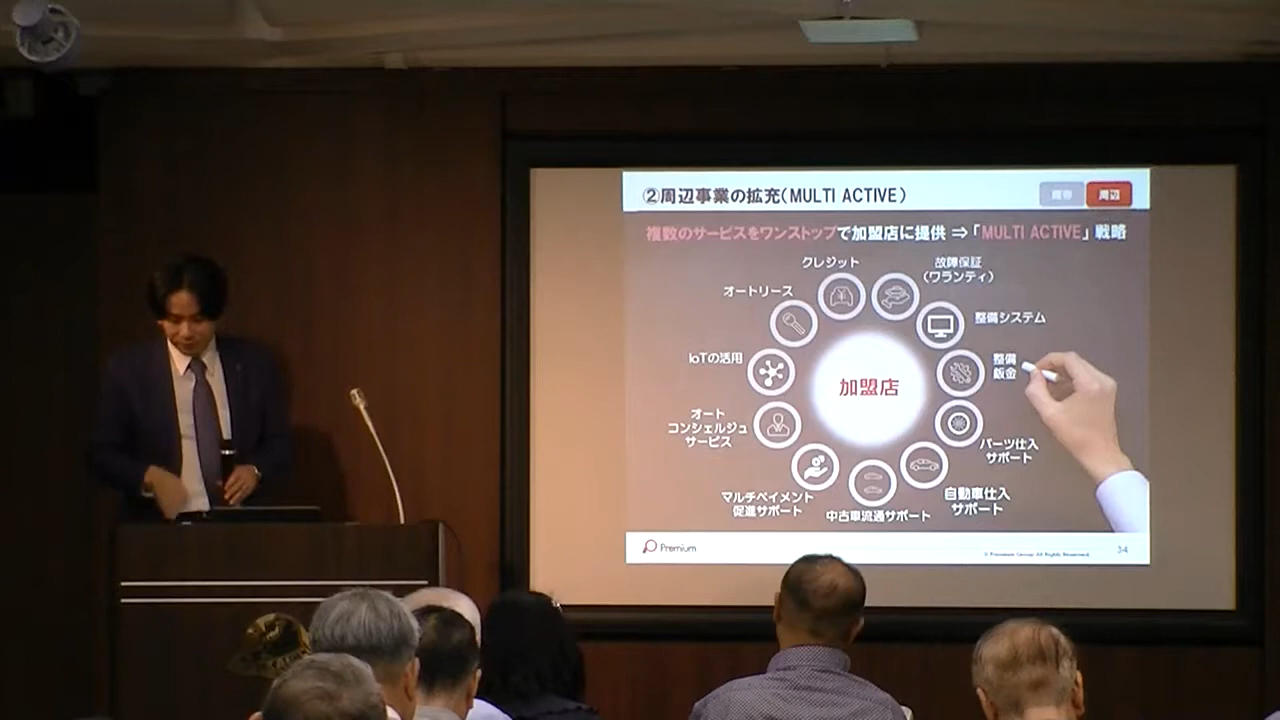 ②周辺事業の拡充(MULTI ACTIVE)
周辺
複数のサービスをワンストップで加盟店に提供 ⇒「MULTI ACTIVE」戦略
クレジット
故障保証
(ワランティ)
オートリース
整備システム
IoTの活用
整備
鈑金
加盟店
オート
コンシェルジュ
サービス
パーツ仕入
サポート
マルチペイメント
促進サポート
中古車流通サポート
自動車仕入
サポート
Premium
© Premium Group All Rights Reserved.
34